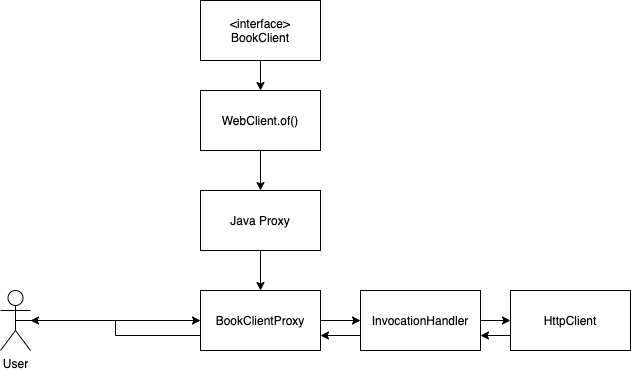 <interface>
BookClient
WebClient.of()
Java Proxy
BookClientProxy
InvocationHandler
HttpClient
User